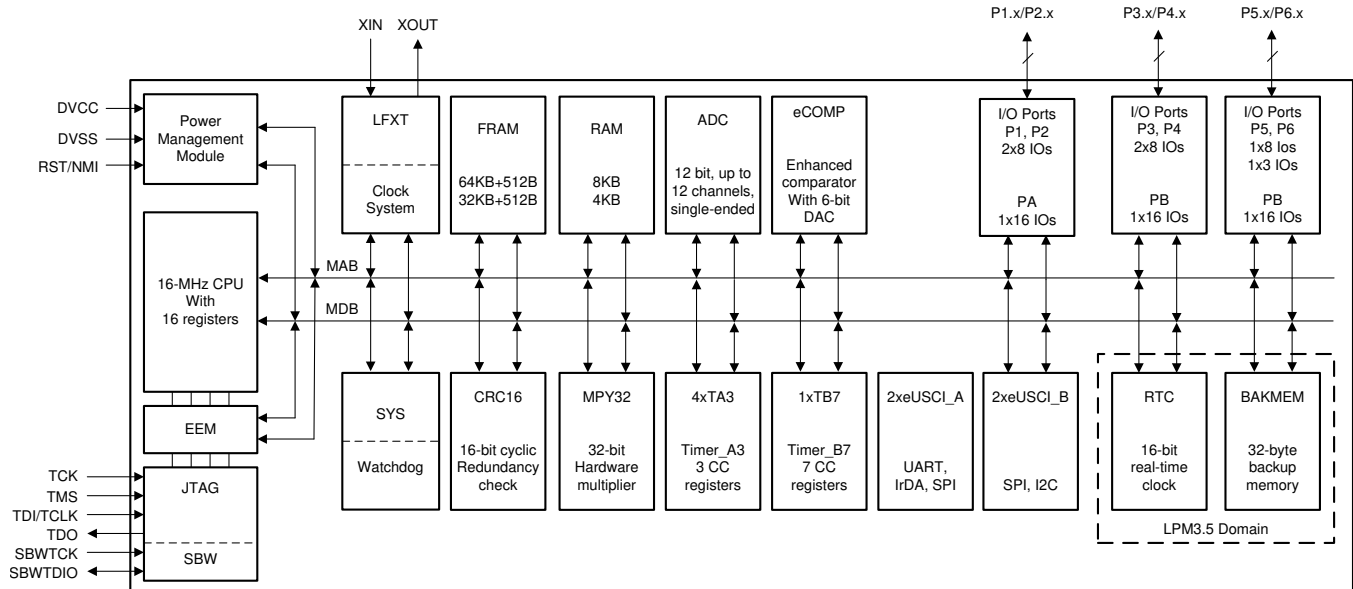 XIN
XOUT
P1.x/P2.x
P3.x/P4.x
P5.x/P6.x
DVCC
DVSS
RST/NMI
Power
Management
Module
LFXT
Clock
System
FRAM
64KB+512B
32KB+512B
RAM
8KB
4KB
ADC
12 bit, up to
12 channels,
single-ended
eCOMP
Enhanced
comparator
With 6-bit
DAC
I/O Ports
P1, P2
2x8 IOs
PA
1x16 IOs
I/O Ports
P3, P4
2x8 IOs
PB
1x16 IOs
I/O Ports
P5, P6
1x8 Ios
1x3 IOs
PB
1x16 IOs
16-MHz CPU
With
16 registers
MAB
MDB
EEM
TCK
TMS
TDI/TCLK
TDO
SBWTCK
SBWTDIO
JTAG
SBW
SYS
Watchdog
CRC16
16-bit cyclic
Redundancy
check
MPY32
32-bit
Hardware
multiplier
4xTA3
Timer_A3
3 CC
registers
1xTB7
Timer_B7
7 CC
registers
2xeUSCI_A
UART,
IrDA, SPI
2xeUSCI_B
SPI, I2C
RTC
16-bit
real-time
clock
BAKMEM
32-byte
backup
memory
LPM3.5 Domain